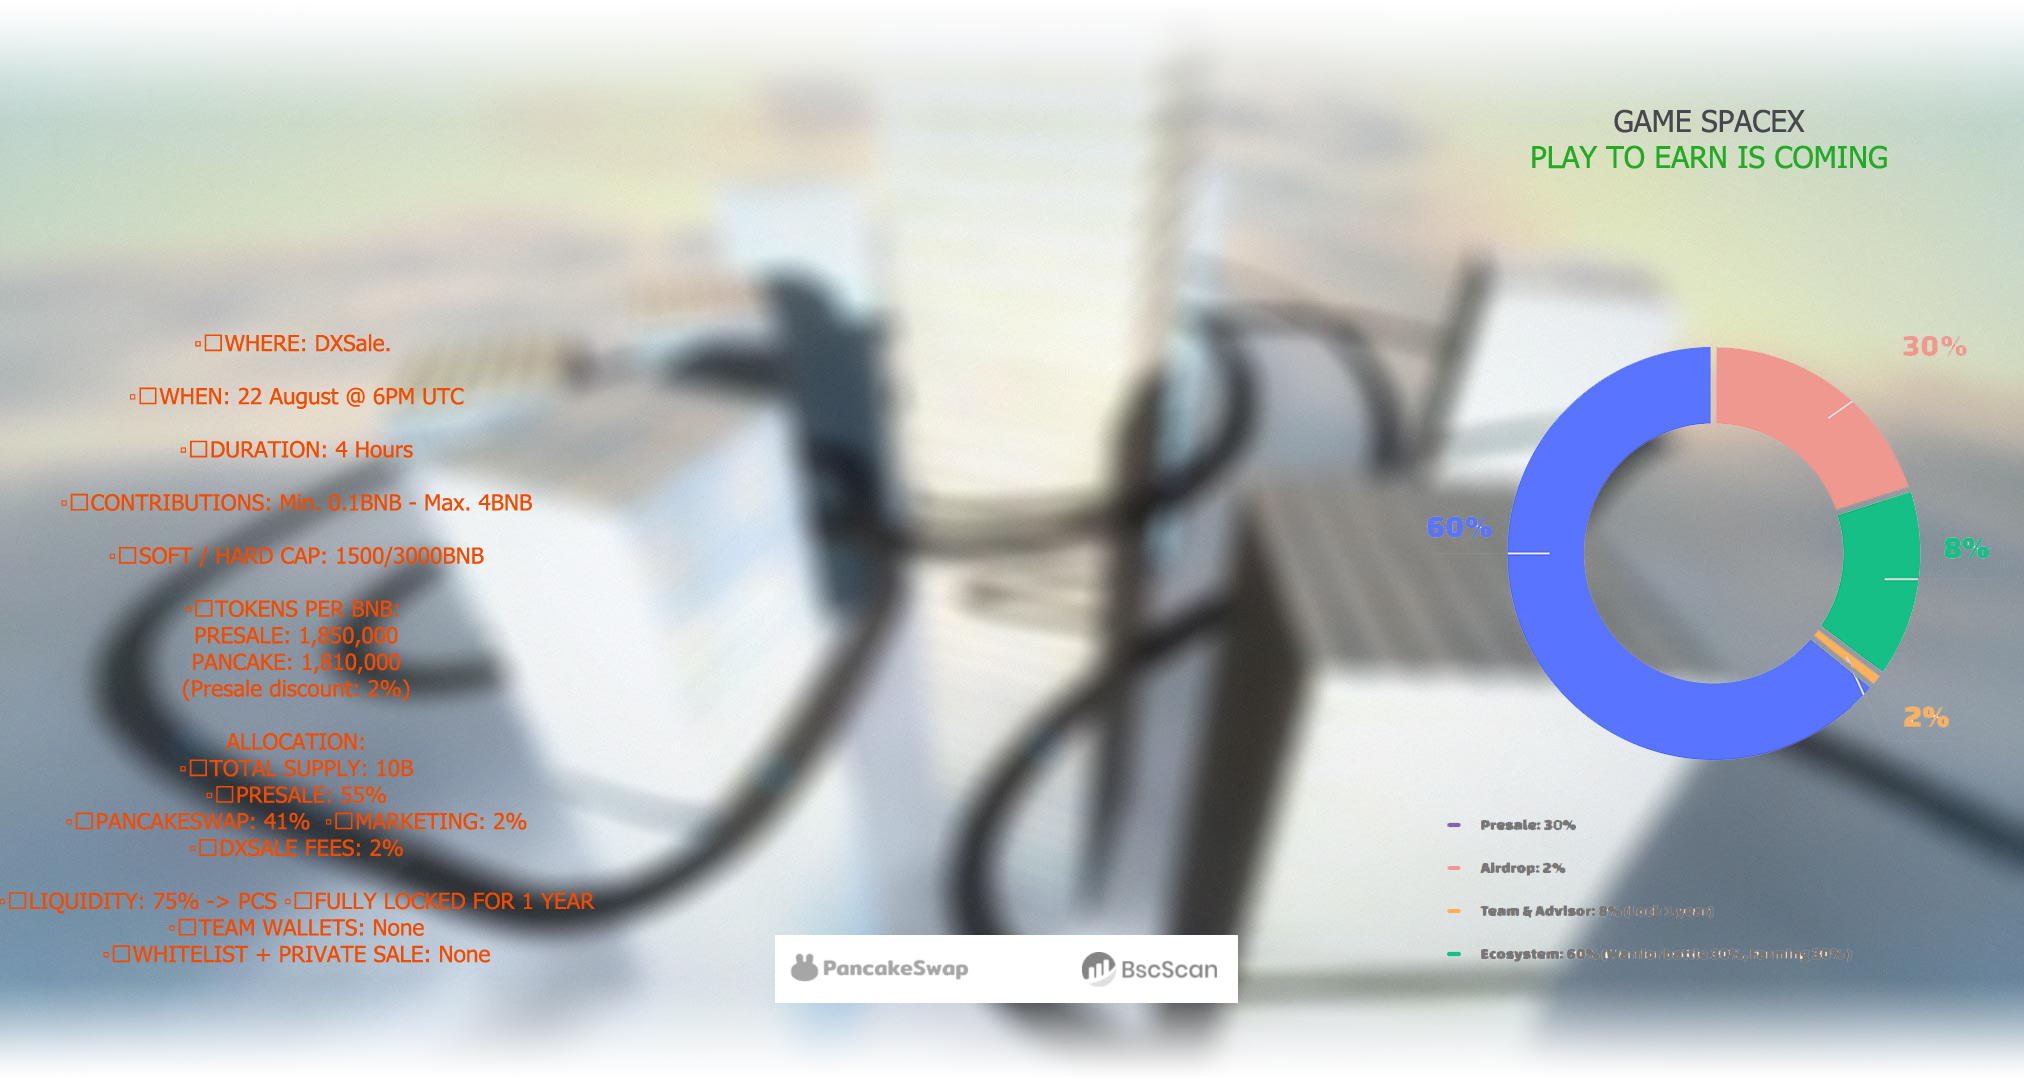 GAME SPACEX
PLAY TO EARN IS COMING
▫□WHERE: DXSale.
▫□WHEN: 22 August @ 6PM UTC
▫□DURATION: 4 Hours
▫□CONTRIBUTIONS: Min. 0.1BNB - Max. 4BNB
▫□SOFT / HARD CAP: 1500/3000BNB
▫□TOKENS PER BNB:
PRESALE: 1,850,000
PANCAKE: 1,810,000
(Presale discount: 2%)
ALLOCATION:
▫□TOTAL SUPPLY: 10B
▫□PRESALE: 55%
▫□PANCAKESWAP: 41% ▫□MARKETING: 2%
▫□DXSALE FEES: 2%
▫□LIQUIDITY: 75% -> PCS ▫□FULLY LOCKED FOR 1 YEAR
▫□TEAM WALLETS: None
▫□WHITELIST + PRIVATE SALE: None
30%
60%
8%
2%
Presale: 30%
Airdrop: 2%
Team & Advisor: 8%
Ecosystem: 60%
PancakeSwap
BscScan